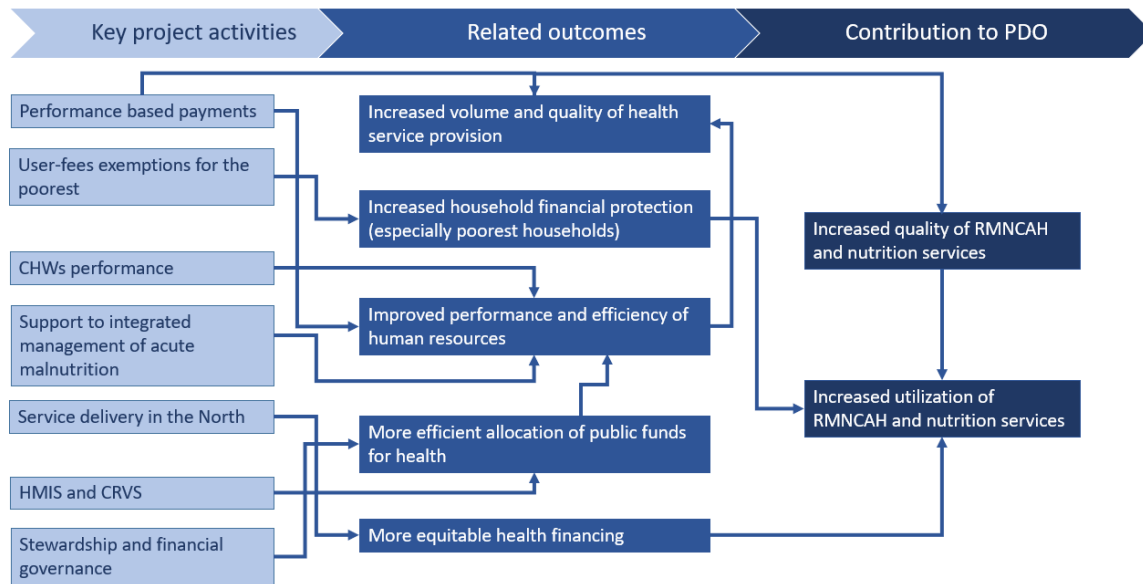 Key project activities
Related outcomes
Contribution to PDO
Performance based payments
User-fees exemptions for the
poorest
CHWs performance
Support to integrated
management of acute
malnutrition
Service delivery in the North
HMIS and CRVS
Stewardship and financial
governance
Increased volume and quality of health
service provision
Increased household financial protection
(especially poorest households)
Improved performance and efficiency of
human resources
More efficient allocation of public funds
for health
More equitable health financing
Increased quality of RMNCAH
and nutrition services
Increased utilization of
RMNCAH and nutrition services